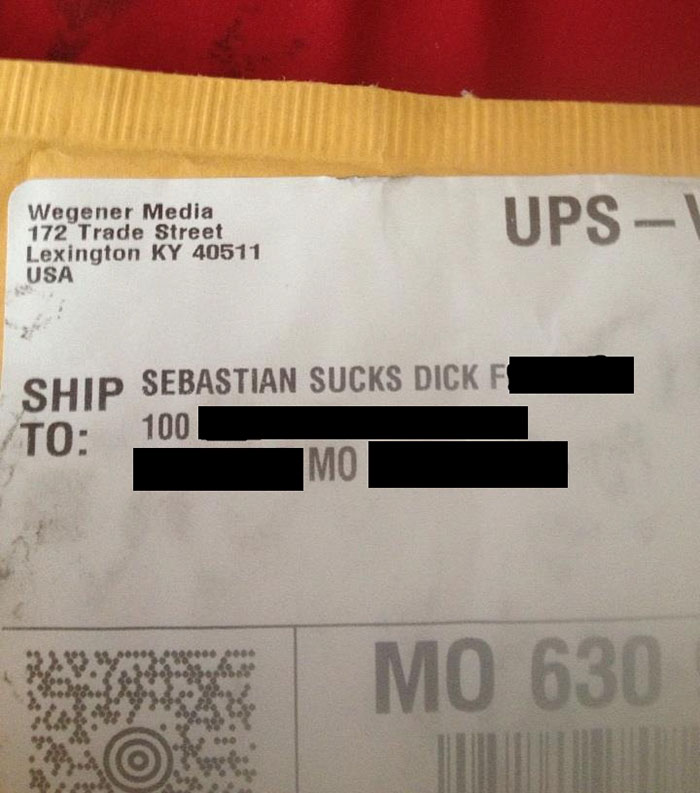 Wegener Media
172 Trade Street
Lexington KY 40511
USA
UPS –
SHIP TO:
SEBASTIAN SUCKS DICK
100
MO
MO 630